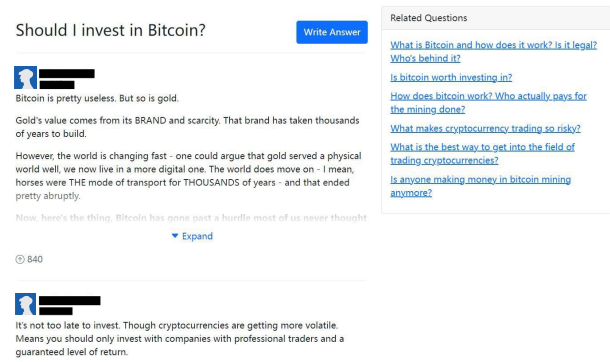 Should I invest in Bitcoin?
Write Answer
Bitcoin is pretty useless. But so is gold.
Gold's value comes from its BRAND and scarcity. That brand has taken thousands
of years to build.
However, the world is changing fast - one could argue that gold served a physical
world well, we now live in a more digital one. The world does move on - I mean,
horses were THE mode of transport for THOUSANDS of years - and that ended
pretty abruptly.
Now, here's the thing, Bitcoin has gone past a hurdle most of us never thought
Expand
840
It's not too late to invest. Though cryptocurrencies are getting more volatile.
Means you should only invest with companies with professional traders and a
guaranteed level of return.
Related Questions
What is Bitcoin and how does it work? Is it legal?
Who's behind it?
Is bitcoin worth investing in?
How does bitcoin work? Who actually pays for
the mining done?
What makes cryptocurrency trading so risky?
What is the best way to get into the field of
trading cryptocurrencies?
Is anyone making money in bitcoin mining
anymore?